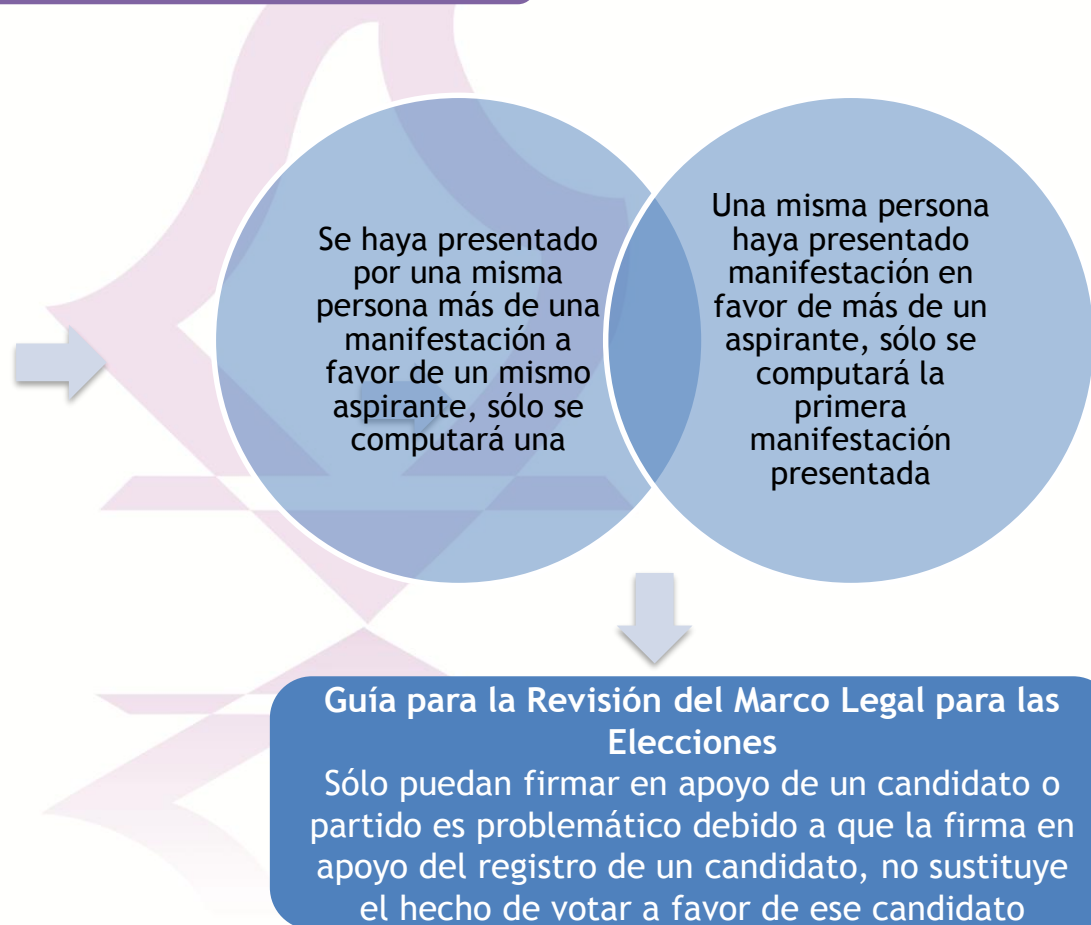 Se haya presentado
por una misma
persona más de una
manifestación a
favor de un mismo
aspirante, sólo se
computará una
Una misma persona
haya presentado
manifestación en
favor de más de un
aspirante, sólo se
computará la
primera
manifestación
presentada
Guía para la Revisión del Marco Legal para las
Elecciones
Sólo puedan firmar en apoyo de un candidato o
partido es problemático debido a que la firma en
apoyo del registro de un candidato, no sustituye
el hecho de votar a favor de ese candidato